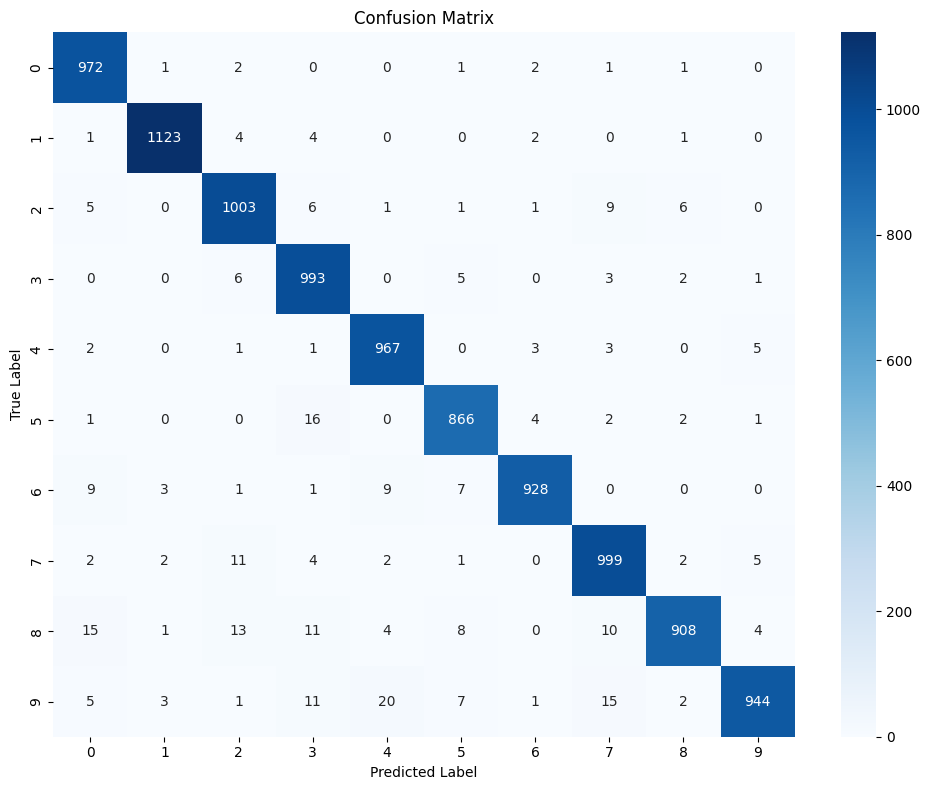 Confusion Matrix
0 972 1 2 0 0 1 2 1 1 0
1 1 1123 4 4 0 0 2 0 1 0
2 5 0 1003 6 1 1 1 9 6 0
3 0 0 6 993 0 5 0 3 2 1
4 2 0 1 1 967 0 3 3 0 5
5 1 0 0 16 0 866 4 2 2 1
6 9 3 1 1 9 7 928 0 0 0
7 2 2 11 4 2 1 0 999 2 5
8 15 1 13 11 4 8 0 10 908 4
9 5 3 1 11 20 7 1 15 2 944
0 1 2 3 4 5 6 7 8 9
Predicted Label
True Label
1000
800
600
400
200
0